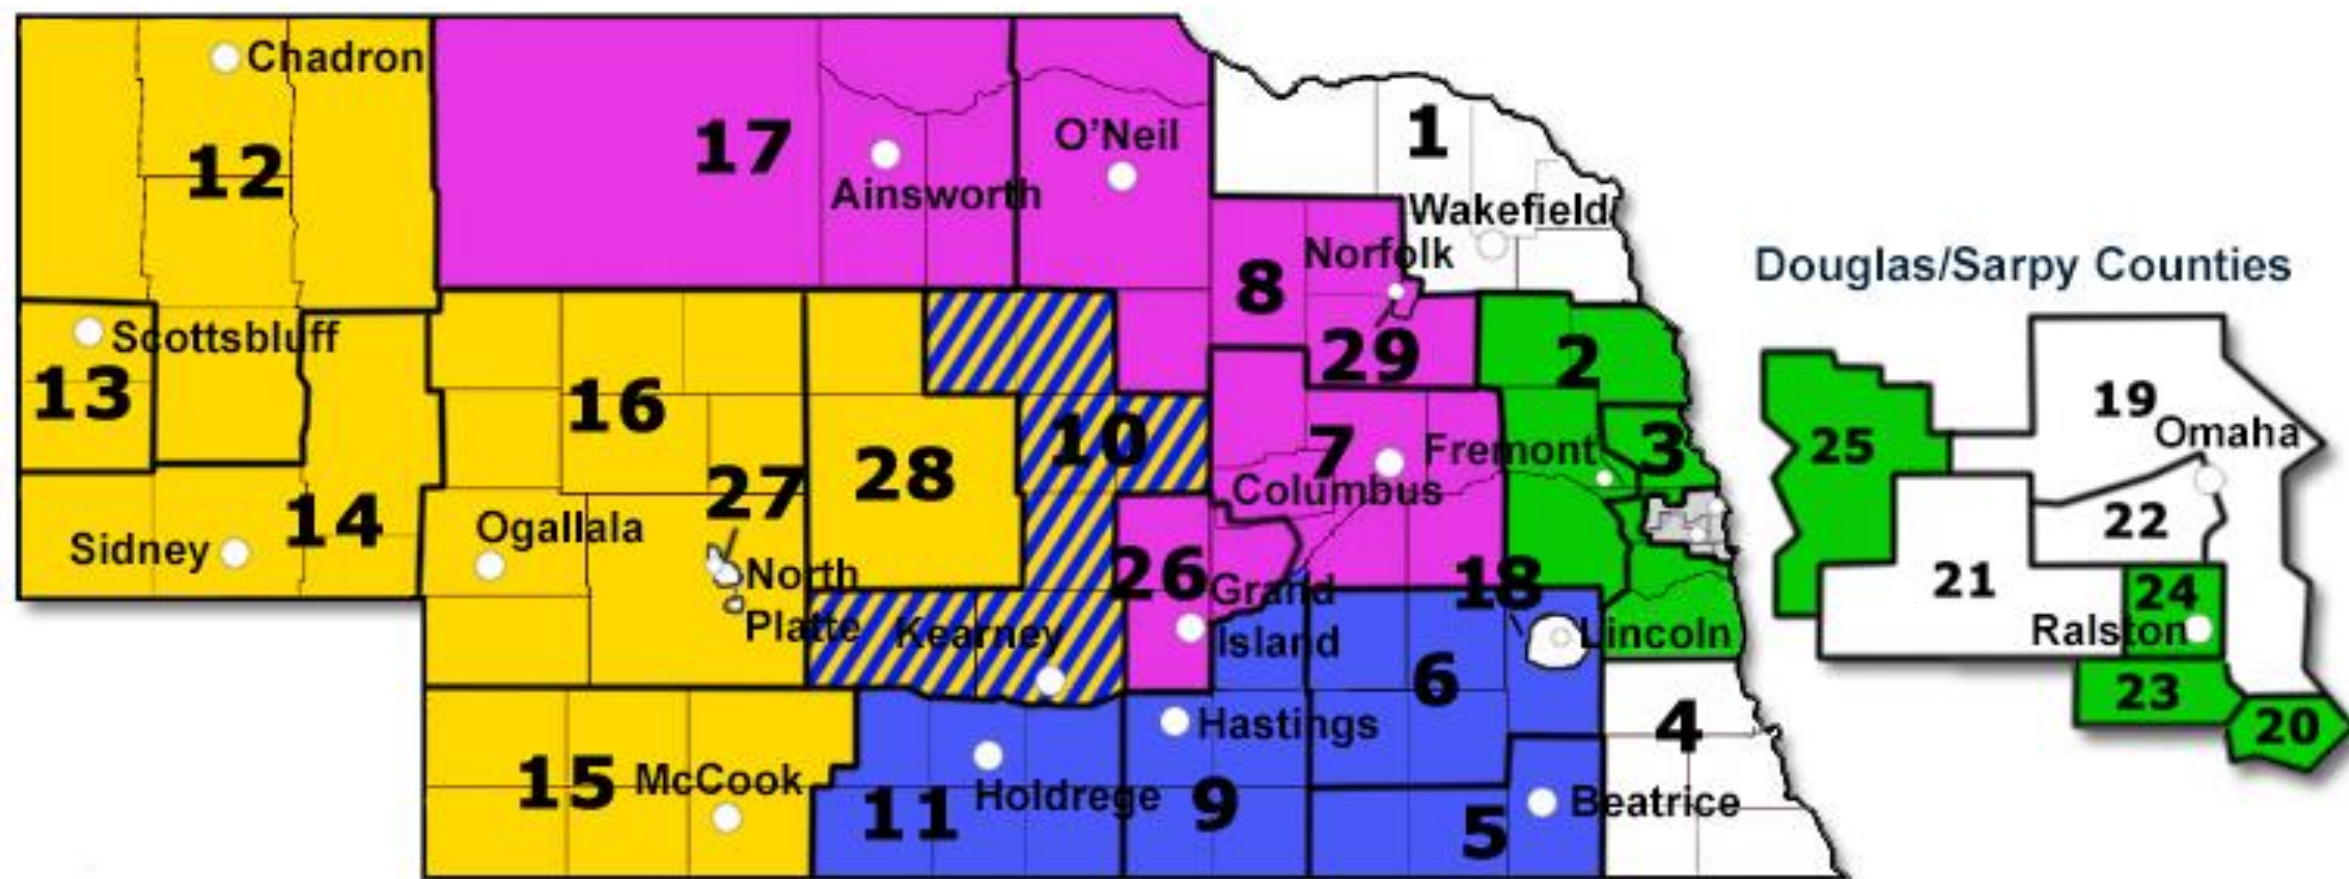 Chadron
12
17
Ainsworth
O'Neil
1
Wakefield
Norfolk
8
29
2
Scottsbluff
13
16
27
28
10
7
Columbus
Fremont
3
Sidney
14
Ogallala
North
Platte
Kearney
26
Grand
Island
18
Lincoln
6
4
15
McCook
11
Holdrege
Hastings
9
5
Beatrice
Douglas/Sarpy Counties
19
Omaha
25
22
21
24
Ralston
23
20